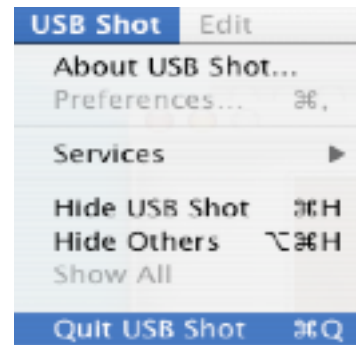 USB Shot Edit
About USB Shot...
Preferences... ⌘,
Services ▶
Hide USB Shot ⌘H
Hide Others ⌥⌘H
Show All
Quit USB Shot ⌘Q